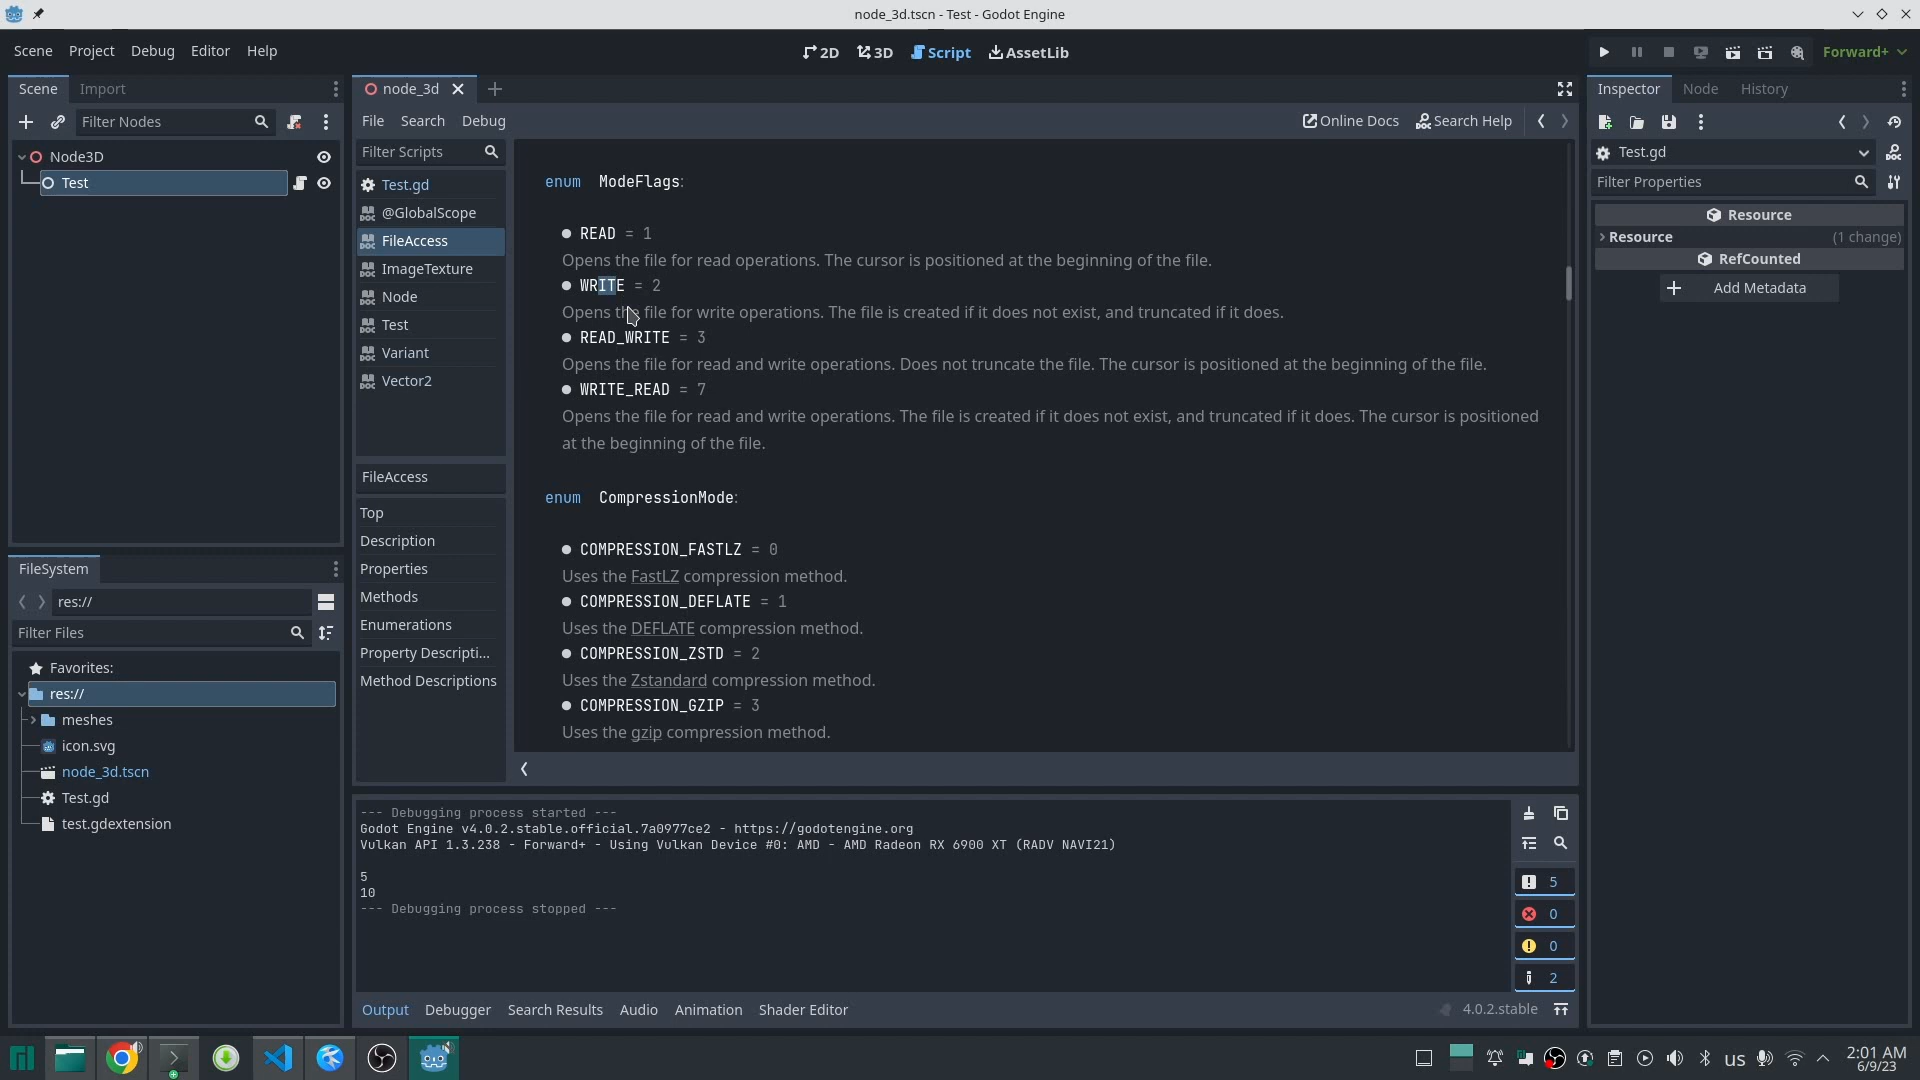 node_3d.tscn - Test - Godot Engine
Scene Project Debug Editor Help
2D 3D Script AssetLib
Forward+
Scene Import
Filter Nodes
Node3D
Test
FileSystem
res://
Filter Files
Favorites:
res://
meshes
icon.svg
node_3d.tscn
Test.gd
test.gdextension
node_3d
File Search Debug
Online Docs Search Help
Filter Scripts
Test.gd
@GlobalScope
FileAccess
ImageTexture
Node
Test
Variant
Vector2
FileAccess
Top
Description
Properties
Methods
Enumerations
Property Descripti...
Method Descriptions
enum ModeFlags:
READ = 1
Opens the file for read operations. The cursor is positioned at the beginning of the file.
WRITE = 2
Opens the file for write operations. The file is created if it does not exist, and truncated if it does.
READ_WRITE = 3
Opens the file for read and write operations. Does not truncate the file. The cursor is positioned at the beginning of the file.
WRITE_READ = 7
Opens the file for read and write operations. The file is created if it does not exist, and truncated if it does. The cursor is positioned
at the beginning of the file.
enum CompressionMode:
COMPRESSION_FASTLZ = 0
Uses the FastLZ compression method.
COMPRESSION_DEFLATE = 1
Uses the DEFLATE compression method.
COMPRESSION_ZSTD = 2
Uses the Zstandard compression method.
COMPRESSION_GZIP = 3
Uses the gzip compression method.
--- Debugging process started ---
Godot Engine v4.0.2.stable.official.7a0977ce2 - https://godotengine.org
Vulkan API 1.3.238 - Forward+ - Using Vulkan Device #0: AMD - AMD Radeon RX 6900 XT (RADV NAVI21)
5
10
--- Debugging process stopped ---
5
0
0
2
Output Debugger Search Results Audio Animation Shader Editor
4.0.2.stable
Inspector Node History
Test.gd
Filter Properties
Resource
Resource (1 change)
RefCounted
Add Metadata
us
2:01 AM
6/9/23